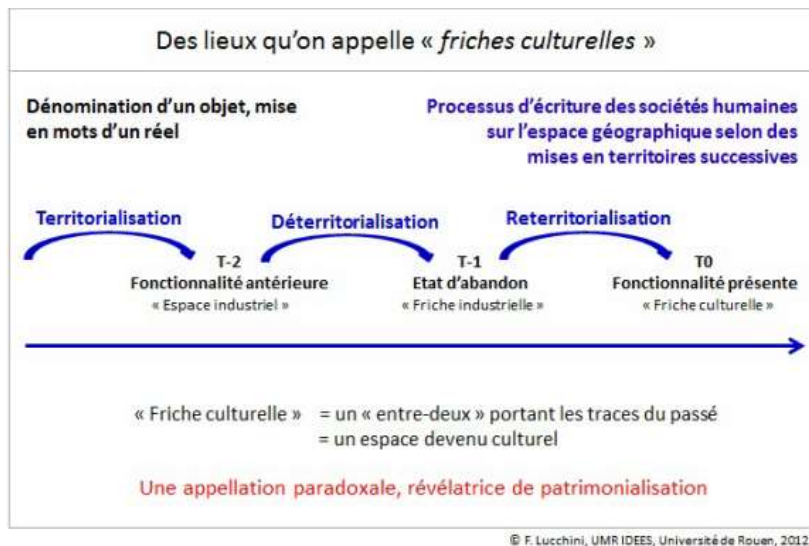 Des lieux qu'on appelle « friches culturelles »
Dénomination d'un objet, mise
en mots d'un réel
Processus d'écriture des sociétés humaines
sur l'espace géographique selon des
mises en territoires successives
Territorialisation
Déterritorialisation
Reterritorialisation
T-2
Fonctionnalité antérieure
« Espace industriel »
T-1
Etat d'abandon
« Friche industrielle »
T0
Fonctionnalité présente
« Friche culturelle »
« Friche culturelle » = un « entre-deux » portant les traces du passé
= un espace devenu culturel
Une appellation paradoxale, révélatrice de patrimonialisation
© F. Lucchini, UMR IDEES, Université de Rouen, 2012